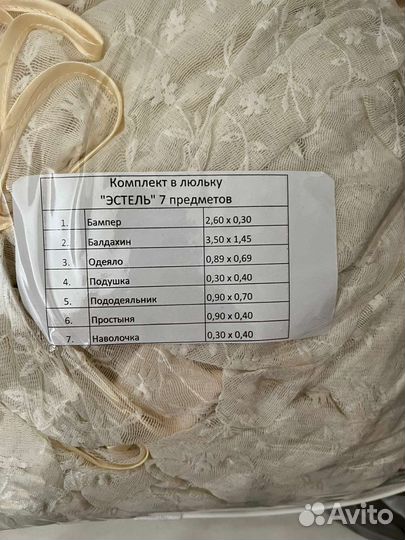 Комплект в люльку
"ЭСТЕЛЬ" 7 предметов
1. Бампер 2,60 х 0,30
2. Балдахин 3,50 х 1,45
3. Одеяло 0,89 х 0,69
4. Подушка 0,30 х 0,40
5. Пододеяльник 0,90 х 0,70
6. Простыня 0,90 х 0,40
7. Наволочка 0,30 х 0,40
Avito